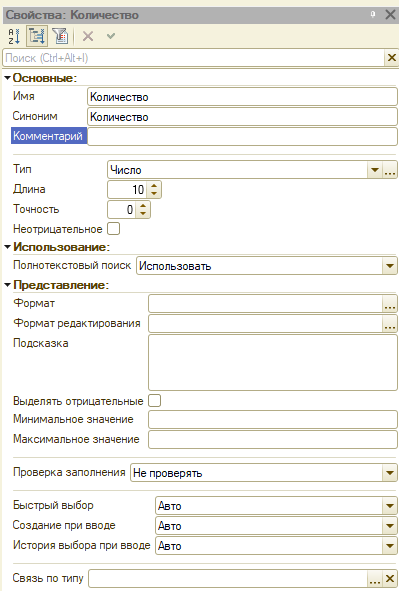 Свойства: Количество
Поиск (Ctrl+Alt+I)
Основные:
Имя Количество
Синоним Количество
Комментарий
Тип Число
Длина 10
Точность 0
Неотрицательное
Использование:
Полнотекстовый поиск Использовать
Представление:
Формат
Формат редактирования
Подсказка
Выделять отрицательные
Минимальное значение
Максимальное значение
Проверка заполнения Не проверять
Быстрый выбор Авто
Создание при вводе Авто
История выбора при вводе Авто
Связь по типу